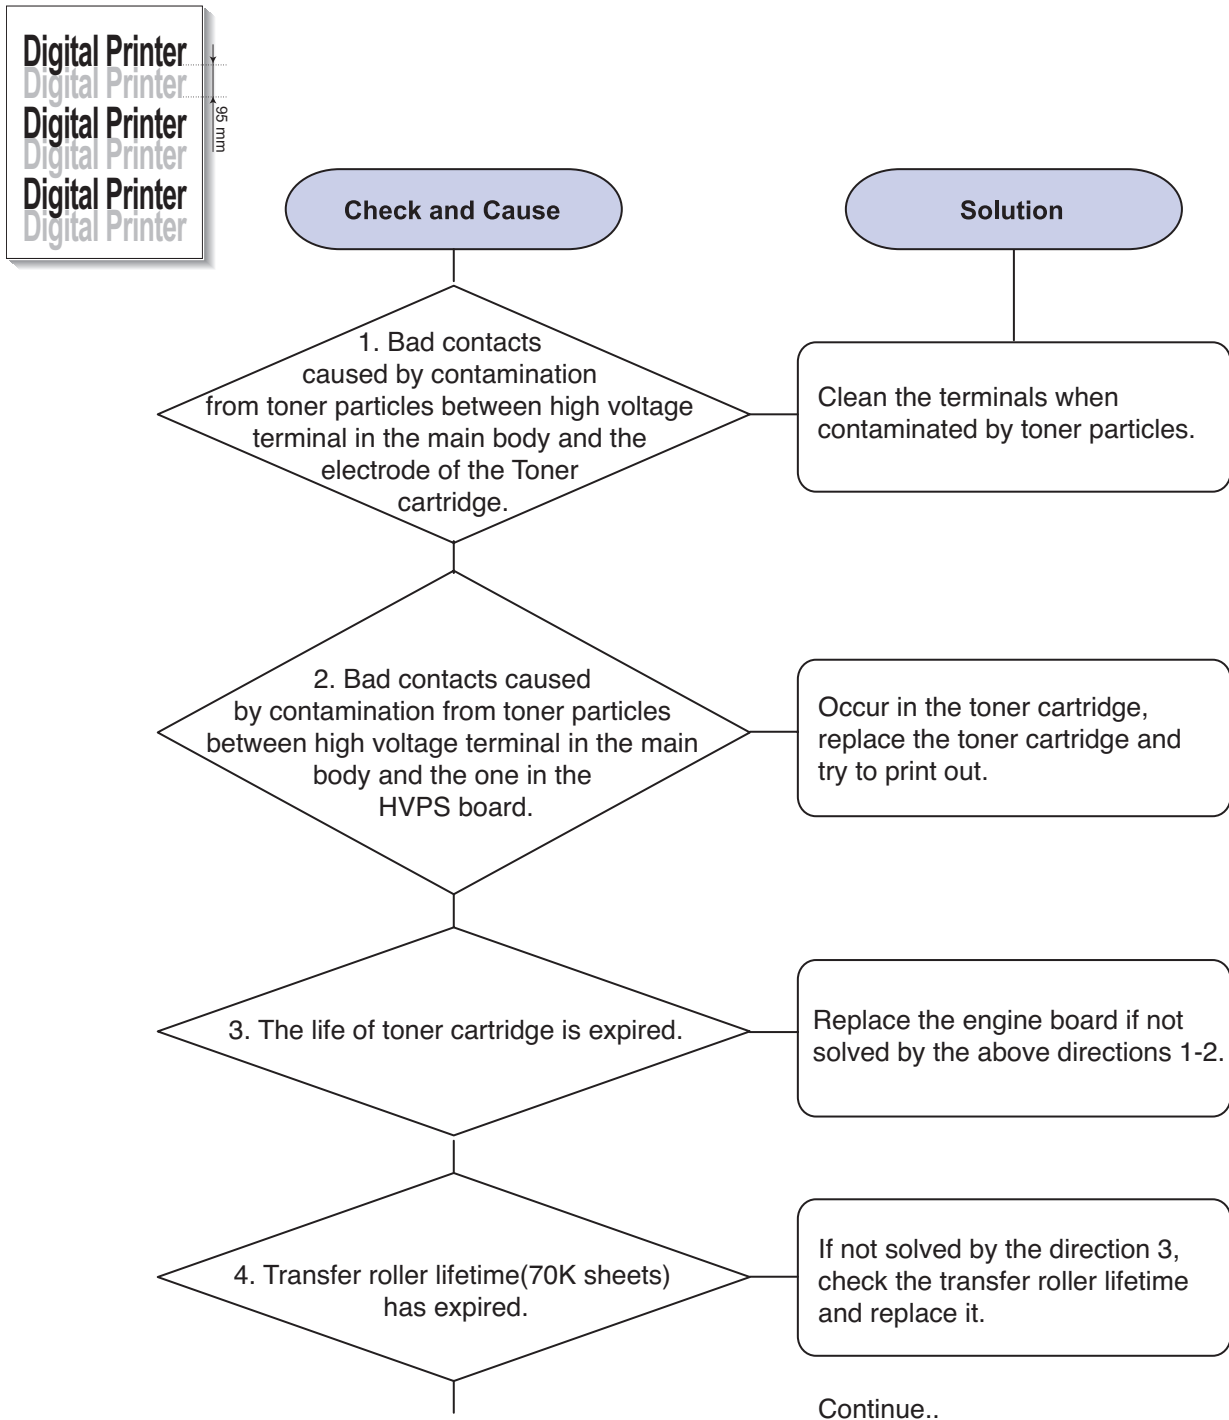 Digital Printer
Digital Printer
Digital Printer
Digital Printer
Digital Printer
Digital Printer
95 mm
Check and Cause
Solution
1. Bad contacts
caused by contamination
from toner particles between high voltage
terminal in the main body and the
electrode of the Toner
cartridge.
Clean the terminals when
contaminated by toner particles.
2. Bad contacts caused
by contamination from toner particles
between high voltage terminal in the main
body and the one in the
HVPS board.
Occur in the toner cartridge,
replace the toner cartridge and
try to print out.
3. The life of toner cartridge is expired.
Replace the engine board if not
solved by the above directions 1-2.
4. Transfer roller lifetime(70K sheets)
has expired.
If not solved by the direction 3,
check the transfer roller lifetime
and replace it.
Continue..